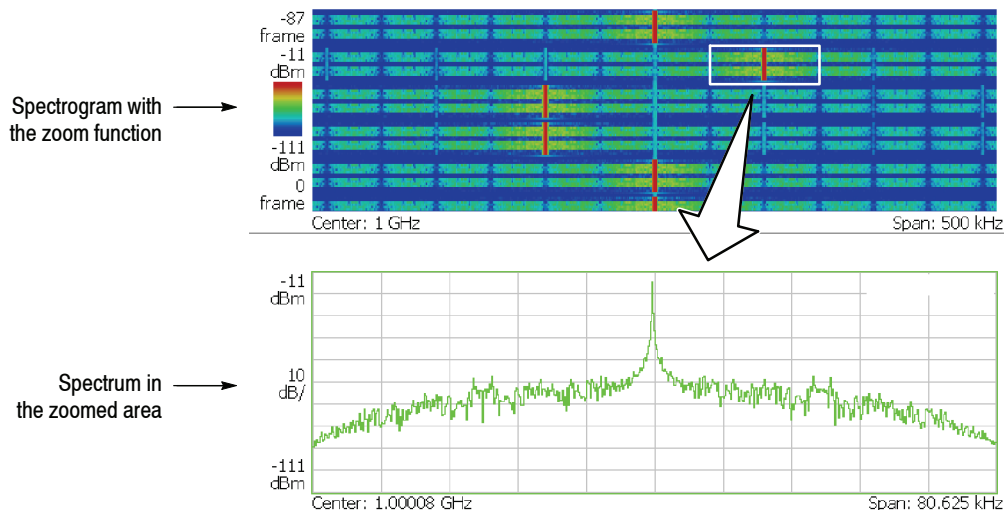 -87
frame
-11
dBm
Spectrogram with
the zoom function
-111
dBm
0
frame
Center: 1 GHz
Span: 500 kHz
-11
dBm
10
dB/
Spectrum in
the zoomed area
-111
dBm
Center: 1.00008 GHz
Span: 80.625 kHz